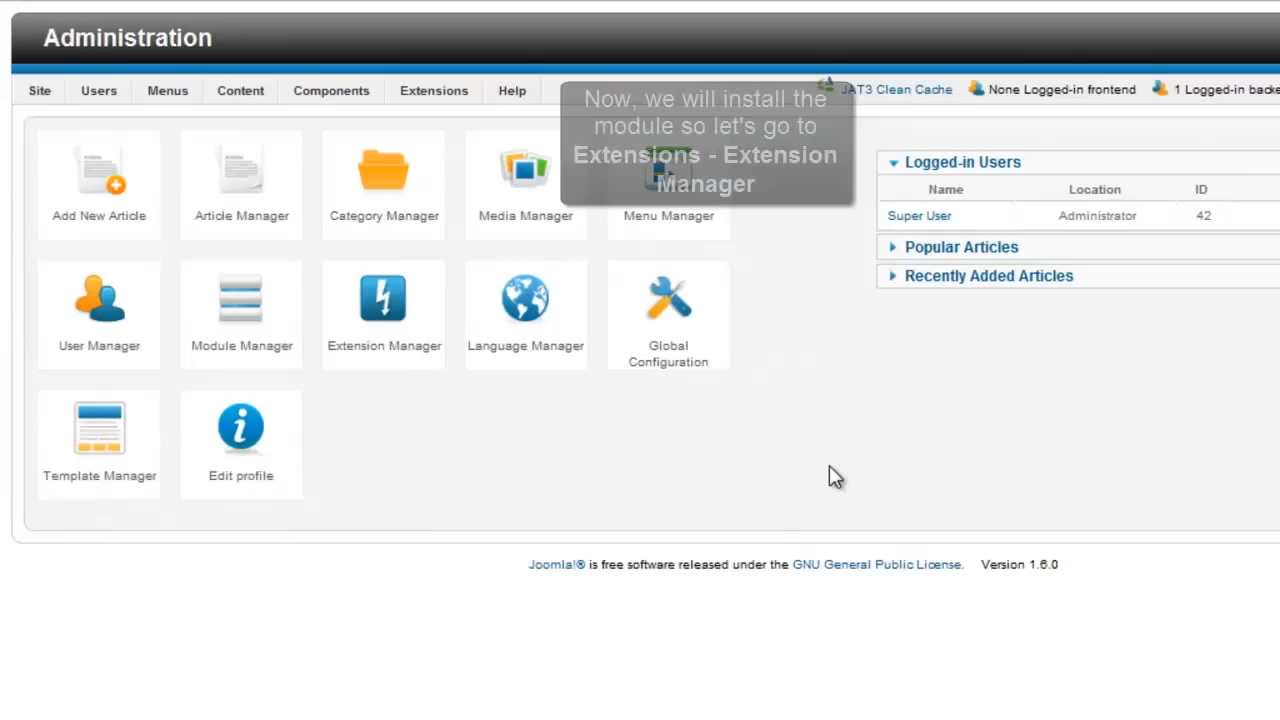 Administration
Site Users Menus Content Components Extensions Help
JAT3 Clean Cache None Logged-in frontend 1 Logged-in backe
Now, we will install the
module so let's go to
Extensions - Extension
Manager
Add New Article Article Manager Category Manager Media Manager Menu Manager
Logged-in Users
Name Location ID
Super User Administrator 42
Popular Articles
Recently Added Articles
User Manager Module Manager Extension Manager Language Manager Global
Configuration
Template Manager Edit profile
Joomla!® is free software released under the GNU General Public License. Version 1.6.0